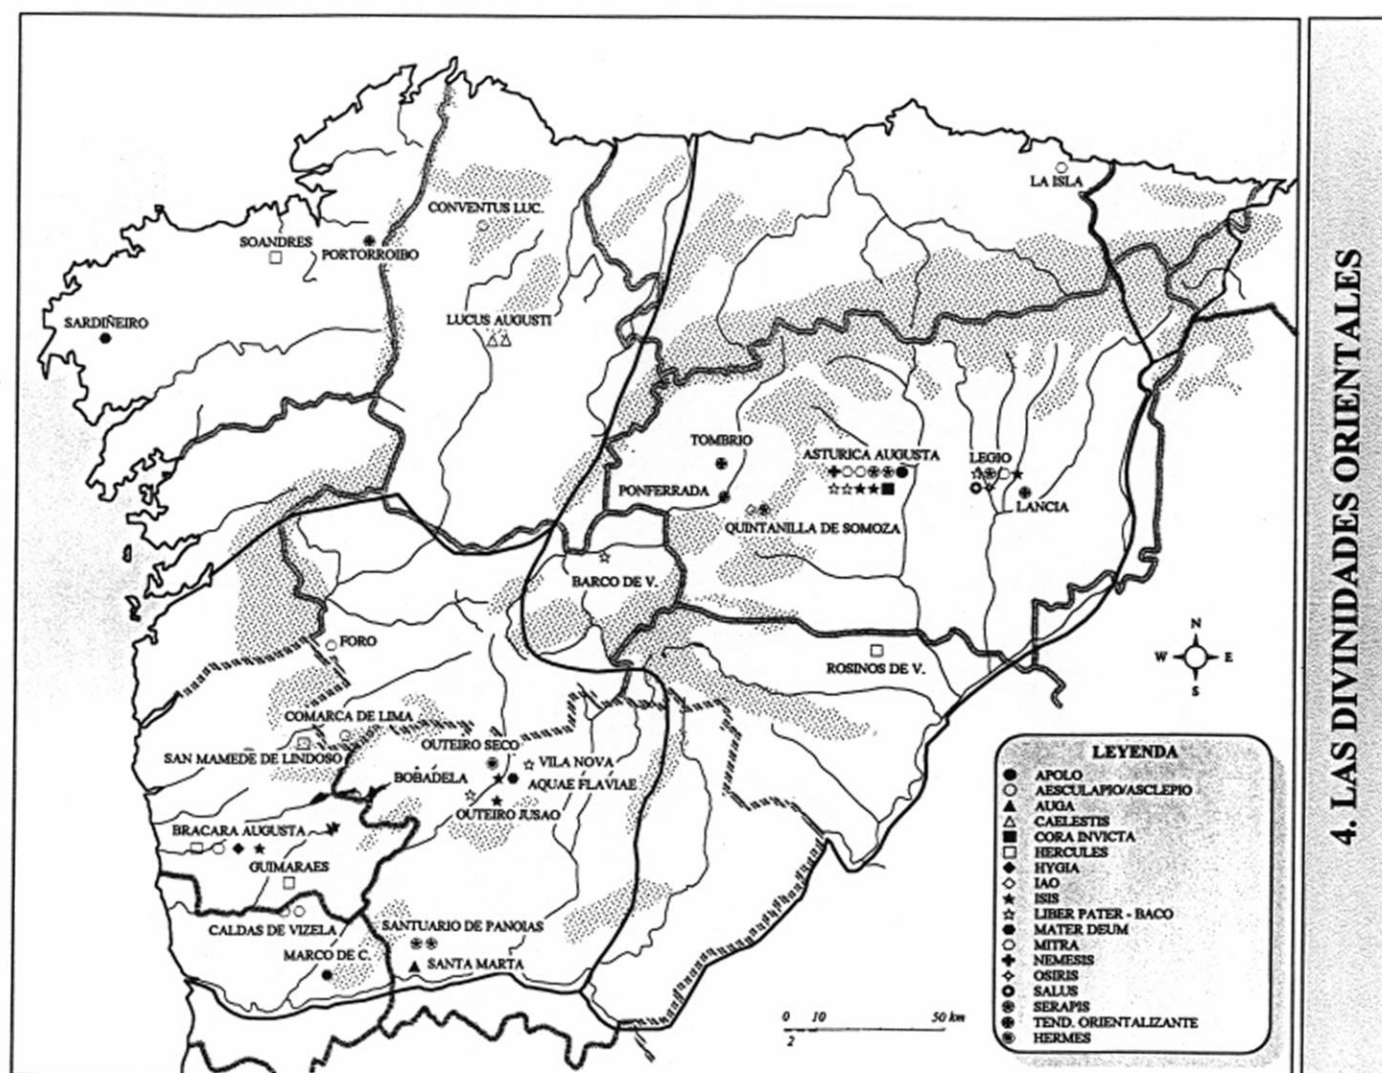 4. LAS DIVINIDADES ORIENTALES
LA ISLA
CONVENTUS LUC.
SOANDRES
PORTORROIBO
SARDIÑEIRO
LUCUS AUGUSTI
TOMBRIO
ASTURICA AUGUSTA
LEGIO
PONFERRADA
LANCIA
QUINTANILLA DE SOMOZA
BARCO DE V.
FORO
ROSINOS DE V.
N
W
E
S
COMARCA DE LIMA
SAN MAMEDE DE LINDOSO
OUTEIRO SECO
VILA NOVA
BOBADELA
AQUAE FLAVIAE
OUTEIRO JUSAO
BRACARA AUGUSTA
GUIMARAES
CALDAS DE VIZELA
SANTUARIO DE PANOIAS
MARCO DE C.
SANTA MARTA
0 10 50 km
2
LEYENDA
APOLO
AESCULAPIO/ASCLEPIO
AUGA
CAELESTIS
CORA INVICTA
HERCULES
HYGIA
IAO
ISIS
LIBER PATER - BACO
MATER DEUM
MITRA
NEMESIS
OSIRIS
SALUS
SERAPIS
TEND. ORIENTALIZANTE
HERMES